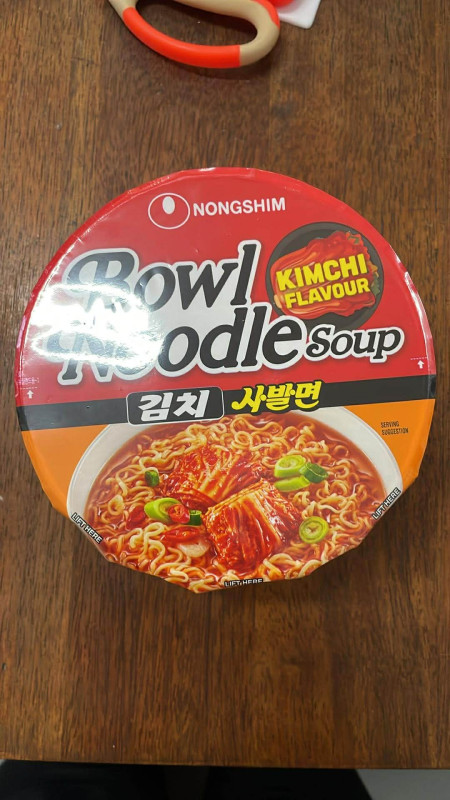 NONGSHIM
Bowl
Noodle Soup
KIMCHI
FLAVOUR
김치 사발면
SERVING
SUGGESTION
LIFT HERE
LIFT HERE
LIFT HERE